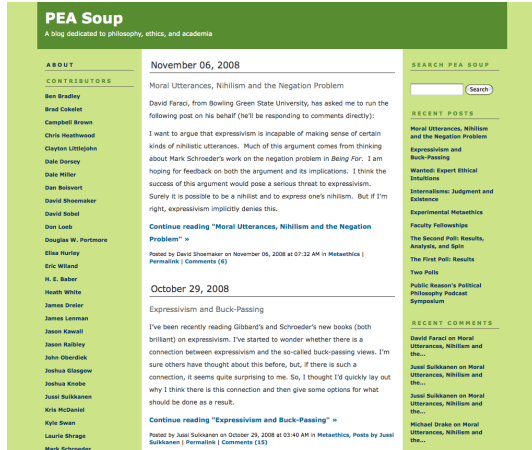 PEA Soup
A blog dedicated to philosophy, ethics, and academia
ABOUT
CONTRIBUTORS
Ben Bradley
Brad Cokelet
Campbell Brown
Chris Heathwood
Clayton Littlejohn
Dale Dorsey
Dale Miller
Dan Boisvert
David Shoemaker
David Sobel
Don Loeb
Douglas W. Portmore
Elisa Hurley
Eric Wiland
H. E. Baber
Heath White
James Dreier
James Lenman
Jason Kawall
Jason Raibley
John Oberdiek
Joshua Glasgow
Joshua Knobe
Jussi Suikkanen
Kris McDaniel
Kyle Swan
Laurie Shrage
Mark Schroeder
November 06, 2008
Moral Utterances, Nihilism and the Negation Problem
David Faraci, from Bowling Green State University, has asked me to run the
following post on his behalf (he'll be responding to comments directly):
I want to argue that expressivism is incapable of making sense of certain
kinds of nihilistic utterances.  Much of this argument comes from thinking
about Mark Schroeder's work on the negation problem in Being For.  I am
hoping for feedback on both the argument and its implications.  I think the
success of this argument would pose a serious threat to expressivism.
Surely it is possible to be a nihilist and to express one's nihilism.  But if I'm
right, expressivism implicitly denies this.
Continue reading "Moral Utterances, Nihilism and the Negation
Problem" »
Posted by David Shoemaker on November 06, 2008 at 07:32 AM in Metaethics |
Permalink | Comments (6)
October 29, 2008
Expressivism and Buck-Passing
I've been recently reading Gibbard's and Schroeder's new books (both
brilliant) on expressivism. I've started to wonder whether there is a
connection between expressivism and the so-called buck-passing views. I'm
sure others have thought about this before, but, if there is such a
connection, it seems quite surprising to me. So, I thought I'd quickly lay out
why I think there is this connection and then give some options for what
should be done as a result.
Continue reading "Expressivism and Buck-Passing" »
Posted by Jussi Suikkanen on October 29, 2008 at 03:40 AM in Metaethics, Posts by Jussi
Suikkanen | Permalink | Comments (15)
SEARCH PEA SOUP
Search
RECENT POSTS
Moral Utterances, Nihilism
and the Negation Problem
Expressivism and
Buck-Passing
Wanted: Expert Ethical
Intuitions
Internalisms: Judgment and
Existence
Experimental Metaethics
Faculty Fellowships
The Second Poll: Results,
Analysis, and Spin
The First Poll: Results
Two Polls
Public Reason's Political
Philosophy Podcast
Symposium
RECENT COMMENTS
David Faraci on Moral
Utterances, Nihilism and
the...
Jussi Suikkanen on Moral
Utterances, Nihilism and
the...
Jussi Suikkanen on Moral
Utterances, Nihilism and
the...
Michael Drake on Moral
Utterances, Nihilism and
the...